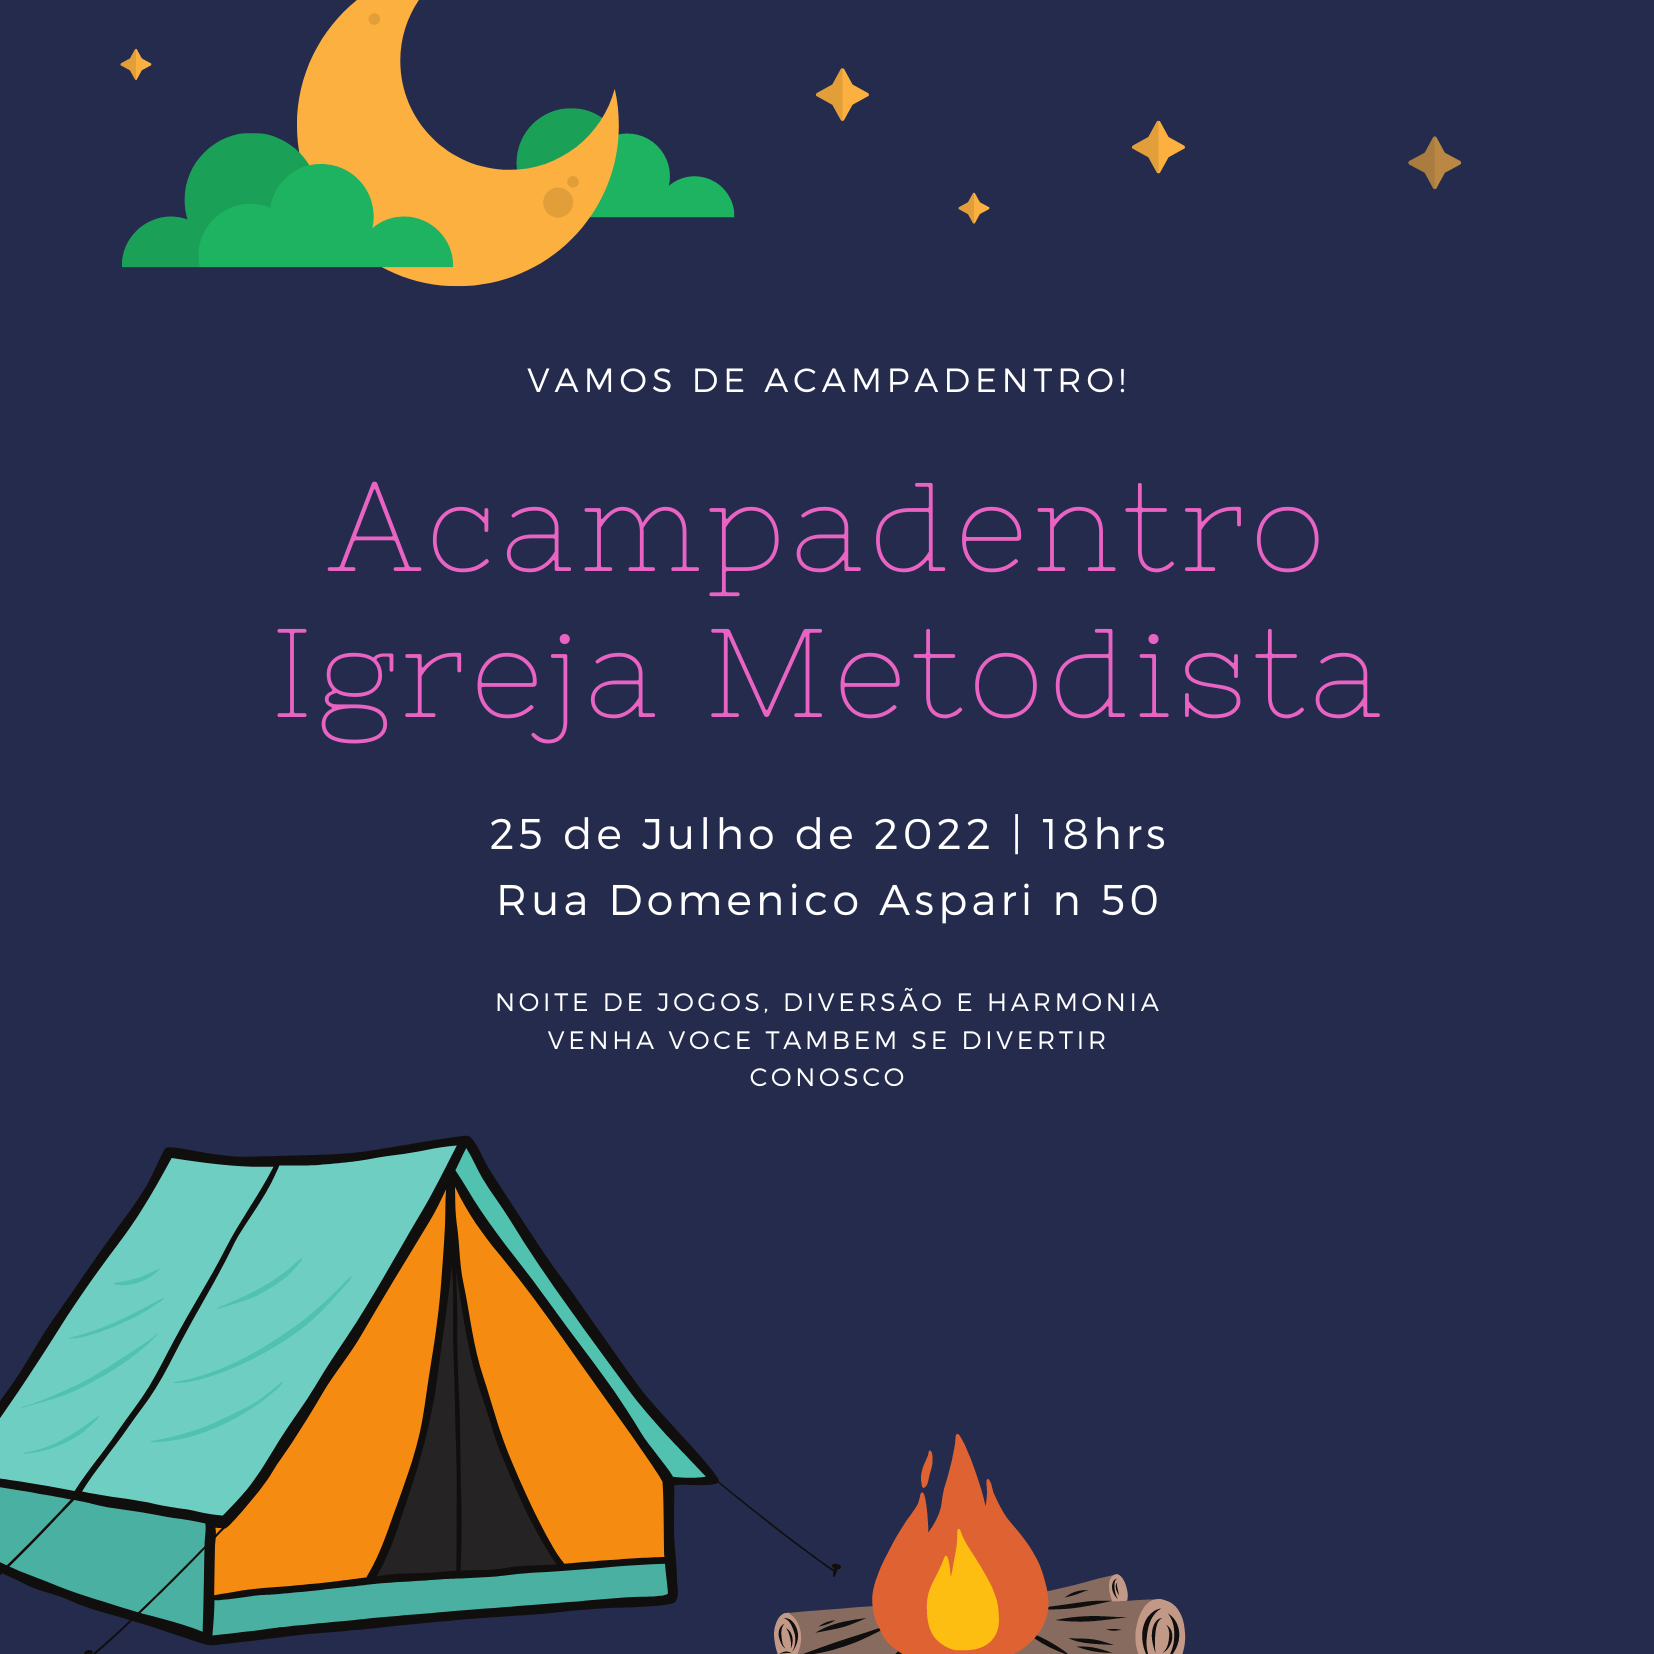 VAMOS DE ACAMPADENTRO!
Acampadentro
Igreja Metodista
25 de Julho de 2022 | 18hrs
Rua Domenico Aspari n 50
NOITE DE JOGOS, DIVERSÃO E HARMONIA
VENHA VOCE TAMBEM SE DIVERTIR
CONOSCO